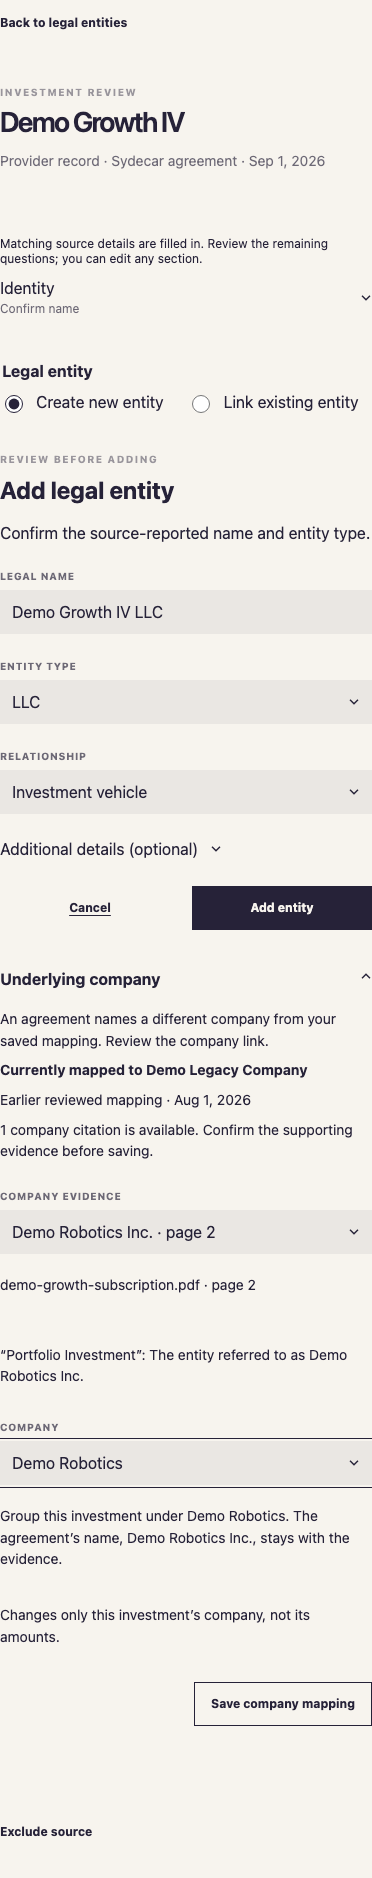 Back to legal entities
INVESTMENT REVIEW
Demo Growth IV
Provider record · Sydecar agreement · Sep 1, 2026
Matching source details are filled in. Review the remaining
questions; you can edit any section.
Identity
Confirm name
Legal entity
Create new entity Link existing entity
REVIEW BEFORE ADDING
Add legal entity
Confirm the source-reported name and entity type.
LEGAL NAME
Demo Growth IV LLC
ENTITY TYPE
LLC
RELATIONSHIP
Investment vehicle
Additional details (optional)
Cancel Add entity
Underlying company
An agreement names a different company from your
saved mapping. Review the company link.
Currently mapped to Demo Legacy Company
Earlier reviewed mapping · Aug 1, 2026
1 company citation is available. Confirm the supporting
evidence before saving.
COMPANY EVIDENCE
Demo Robotics Inc. · page 2
demo-growth-subscription.pdf · page 2
“Portfolio Investment”: The entity referred to as Demo
Robotics Inc.
COMPANY
Demo Robotics
Group this investment under Demo Robotics. The
agreement’s name, Demo Robotics Inc., stays with the
evidence.
Changes only this investment’s company, not its
amounts.
Save company mapping
Exclude source